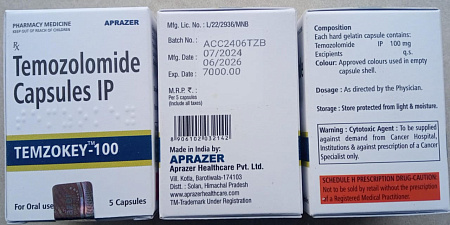 PHARMACY MEDICINE
KEEP OUT OF REACH OF CHILDREN
APRAZER
Rx
Temozolomide
Capsules IP
TEMZOKEY™-100
For Oral use
5 Capsules
Mfg. Lic. No. : L/22/2936/MNB
Batch No. : ACC2406TZB
Mfg. Date : 07/2024
Exp. Date : 06/2026
7000.00
M.R.P. ₹. :
Per 5 capsules
(Include all taxes)
8906102032142
Made in India by:
APRAZER
Aprazer Healthcare Pvt. Ltd.
Vill. Kotla, Barotiwala-174103
Distt. : Solan, Himachal Pradesh
www.aprazerhealthcare.com
TM-Trademark Under Registration
Composition
Each hard gelatin capsule contains:
Temozolomide IP 100 mg
Excipients q.s.
Colour: Approved colours used in empty
capsule shell.
Dosage : As directed by the Physician.
Storage : Store protected from light & moisture.
Warning : Cytotoxic Agent : To be supplied
against demand from Cancer Hospital,
Institutions & against prescription of a Cancer
Specialist only.
SCHEDULE H PRESCRIPTION DRUG-CAUTION
Not to be sold by retail without the prescription
of a Registered Medical Practitioner.